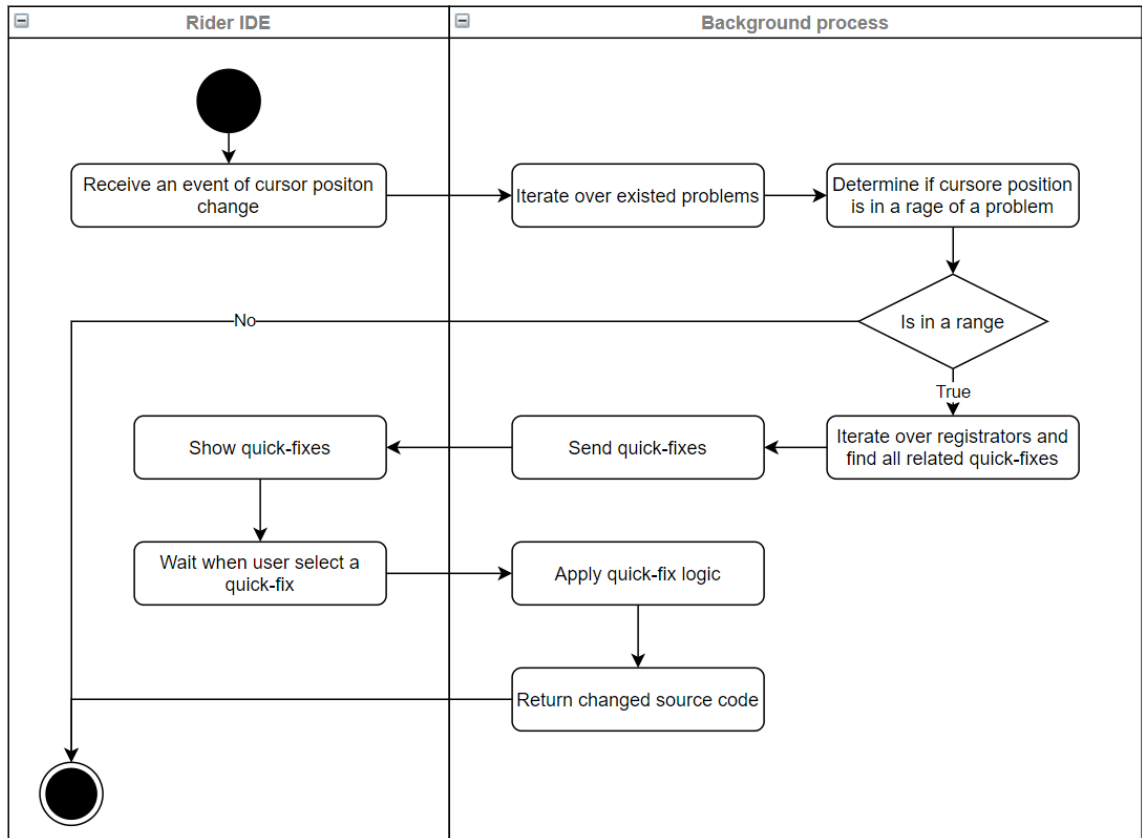 Rider IDE
Background process
Receive an event of cursor positon
change
Iterate over existed problems
Determine if cursore position
is in a rage of a problem
Is in a range
No
True
Show quick-fixes
Send quick-fixes
Iterate over registrators and
find all related quick-fixes
Wait when user select a
quick-fix
Apply quick-fix logic
Return changed source code